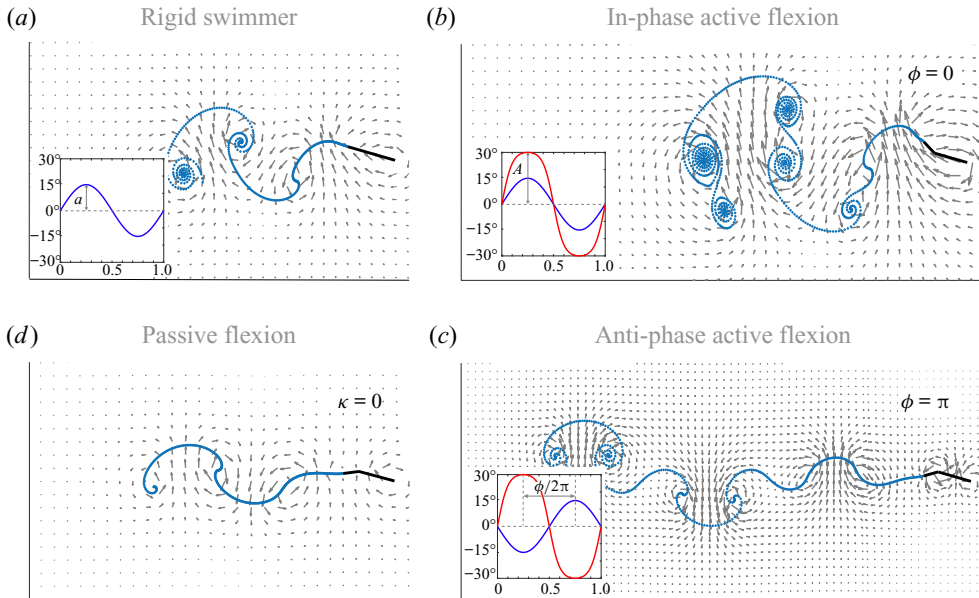 (a) Rigid swimmer
30°
15°
0°
−15°
−30°
a
0 0.5 1.0
(b) In-phase active flexion
ϕ = 0
30°
15°
0°
−15°
−30°
A
0 0.5 1.0
(d) Passive flexion
κ = 0
(c) Anti-phase active flexion
ϕ = π
30°
15°
0°
−15°
−30°
ϕ/2π
0 0.5 1.0